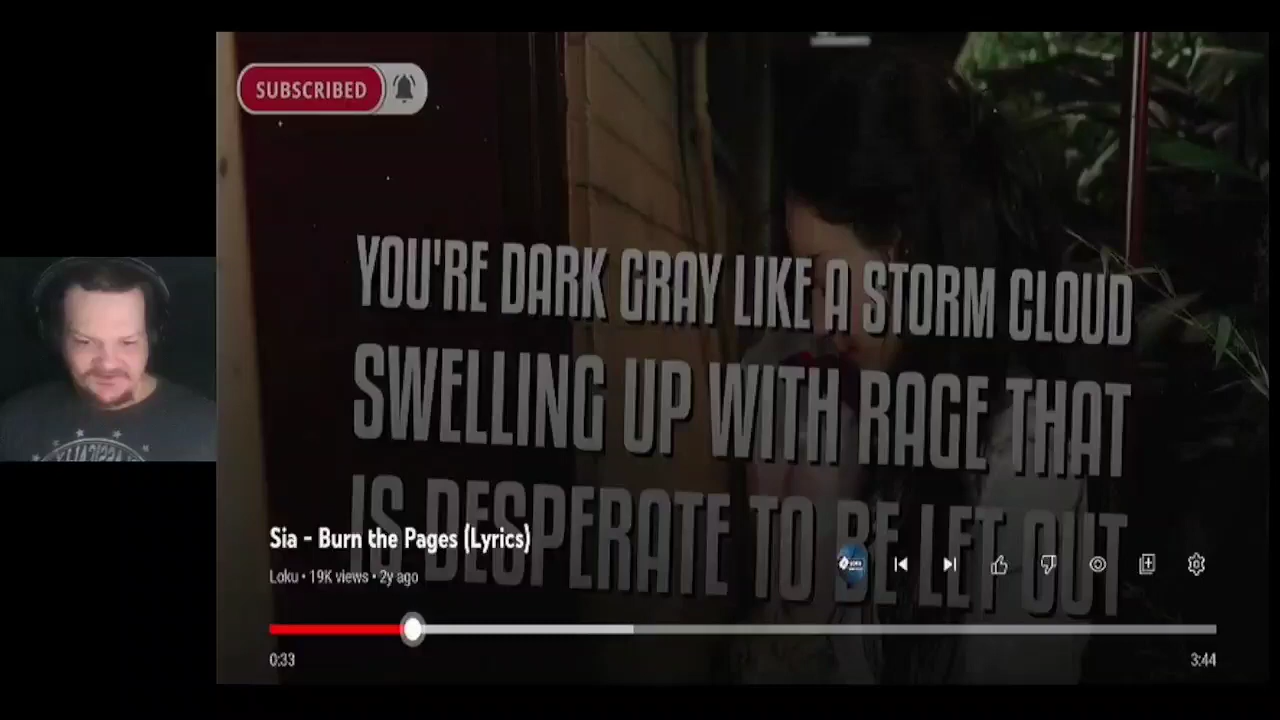 SUBSCRIBED
YOU'RE DARK GRAY LIKE A STORM CLOUD
SWELLING UP WITH RAGE THAT
IS DESPERATE TO BE LET OUT
Sia - Burn the Pages (Lyrics)
Loku • 19K views • 2y ago
0:33
3:44